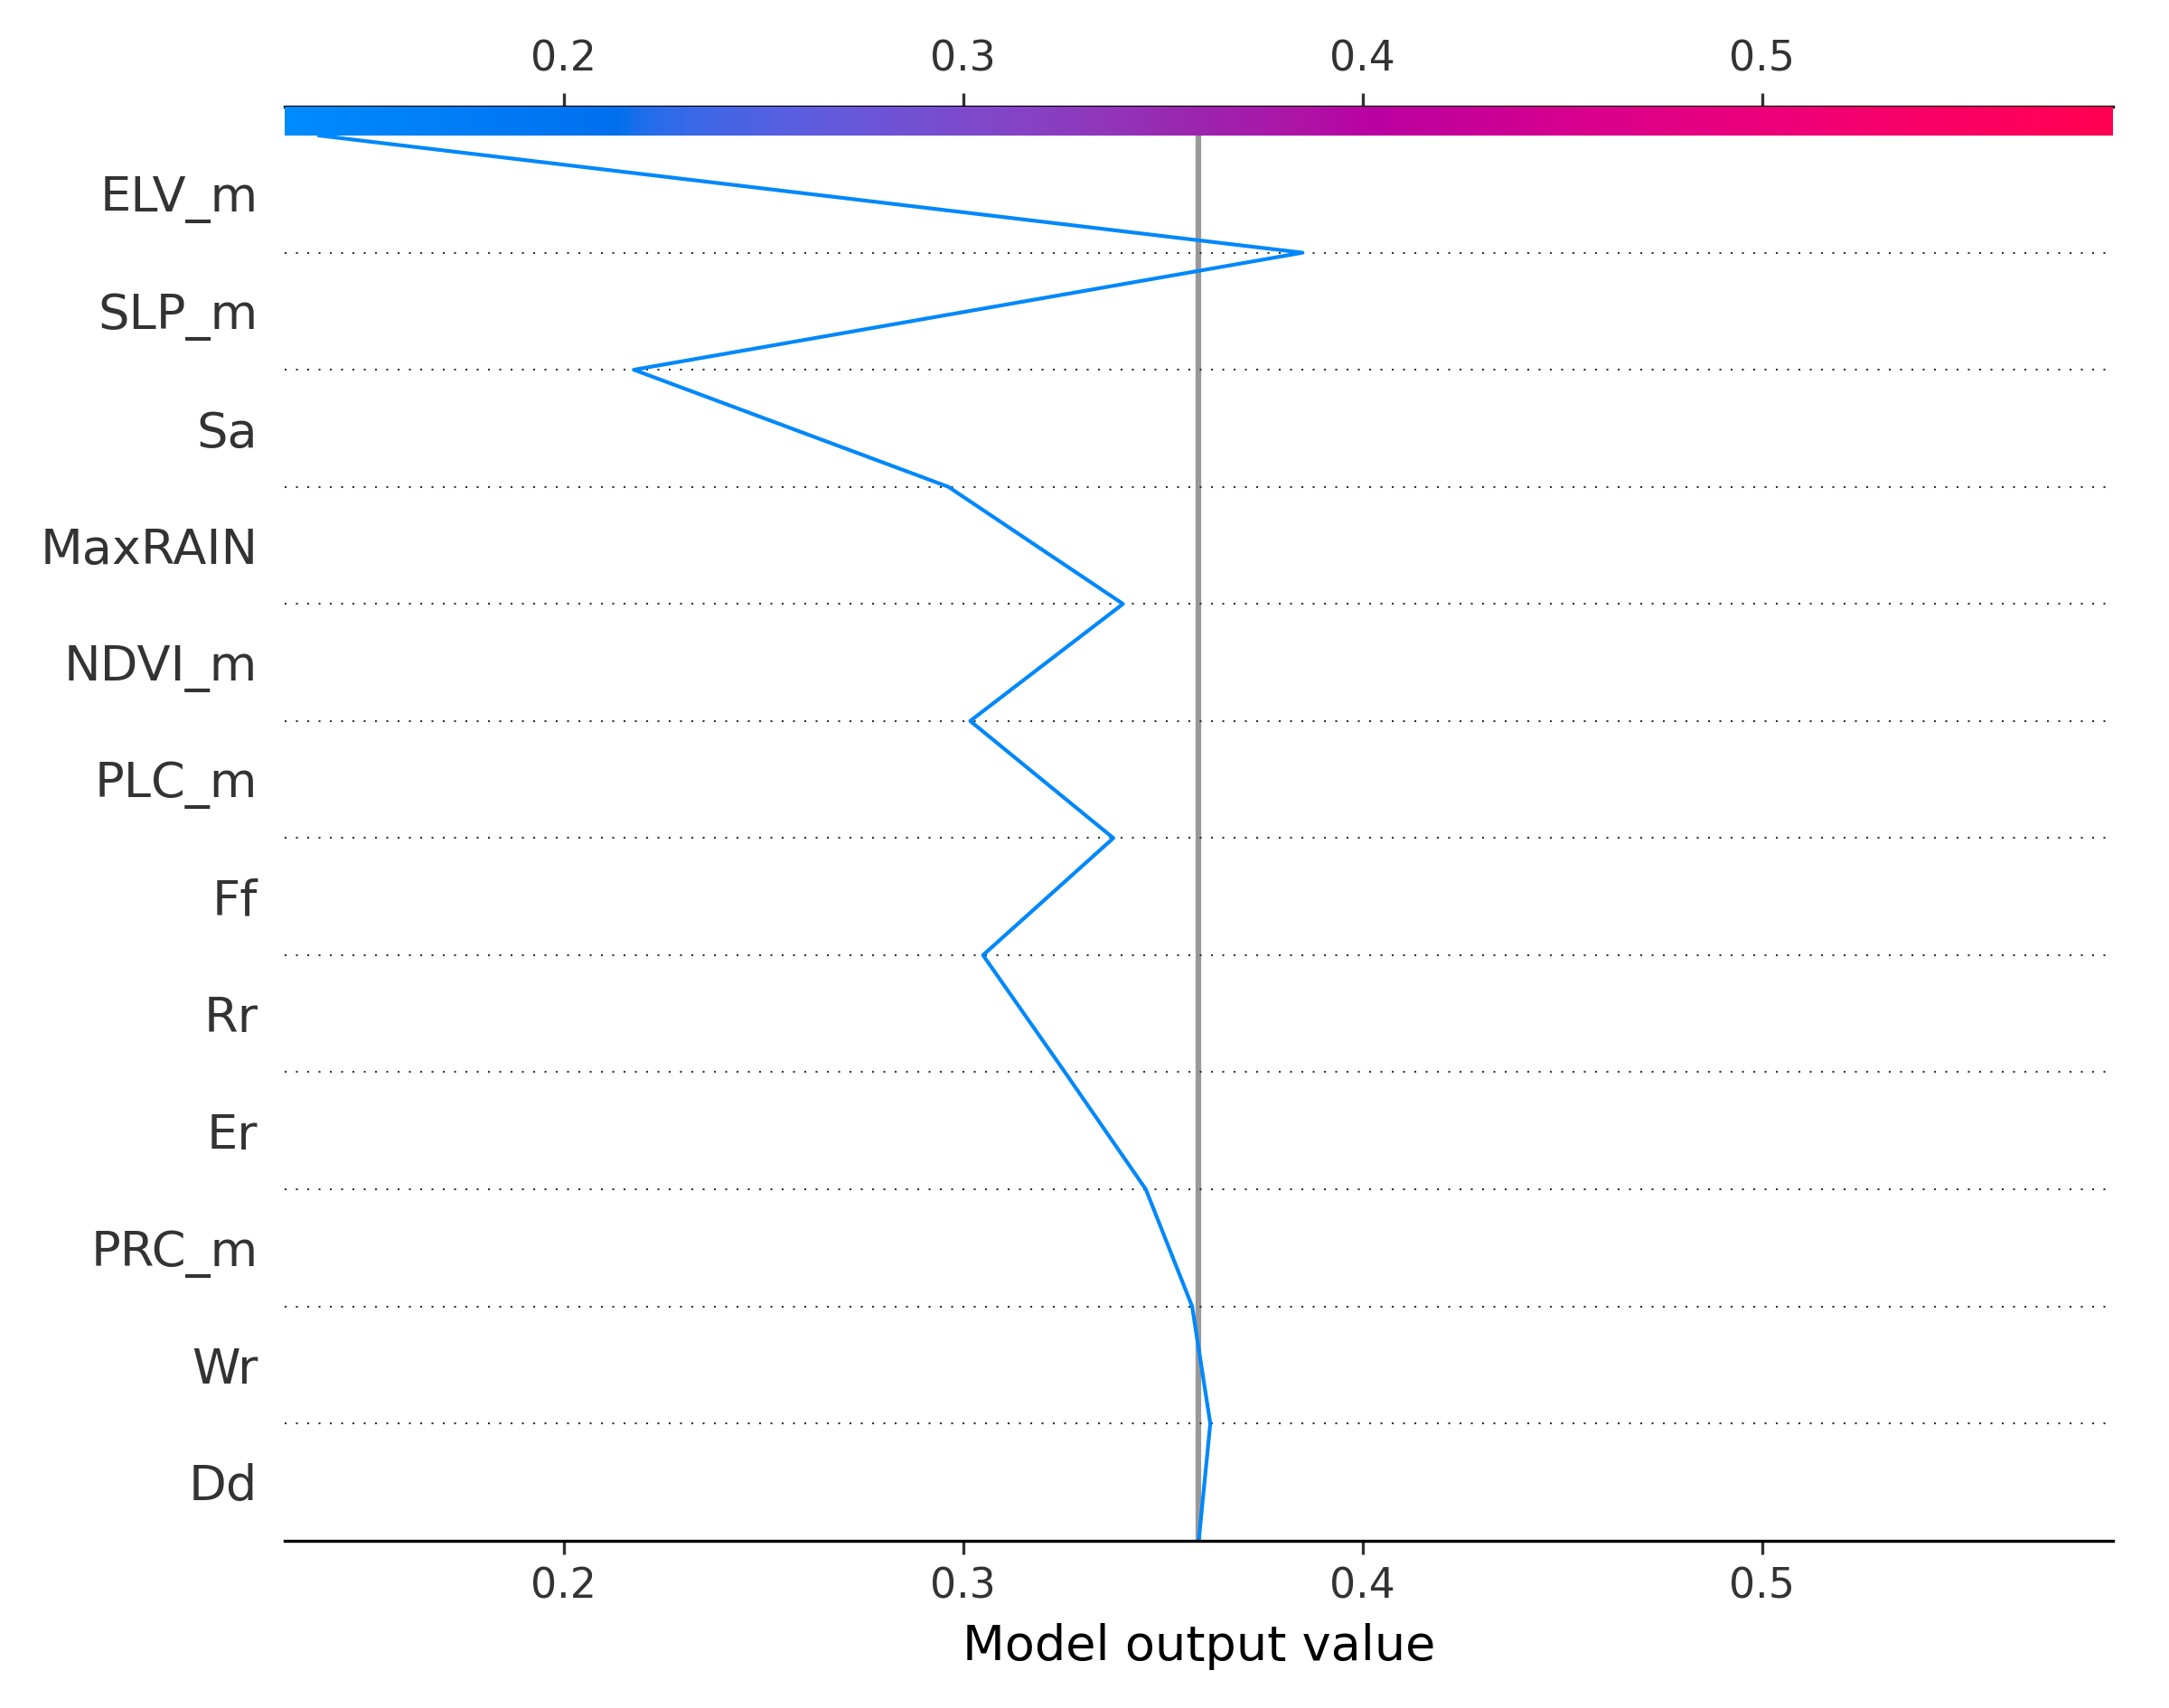 0.2 0.3 0.4 0.5
ELV_m
SLP_m
Sa
MaxRAIN
NDVI_m
PLC_m
Ff
Rr
Er
PRC_m
Wr
Dd
0.2 0.3 0.4 0.5
Model output value